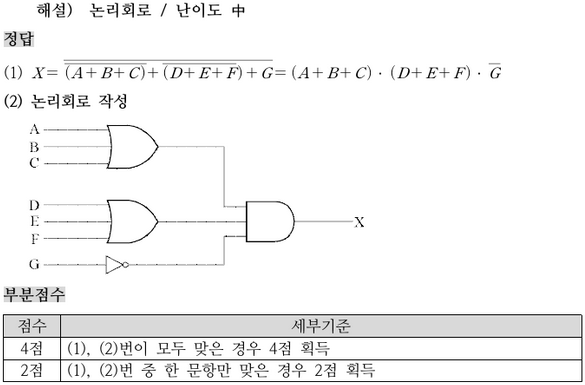 해설) 논리회로 / 난이도 中
정답
(1) X= \overline{\overline{(A+B+C)}+\overline{(D+E+F)}+G}=(A+B+C)·(D+E+F)·\overline{G}
(2) 논리회로 작성
A
B
C
D
E
X
F
G
부분점수
점수 세부기준
4점 (1), (2)번이 모두 맞은 경우 4점 획득
2점 (1), (2)번 중 한 문항만 맞은 경우 2점 획득